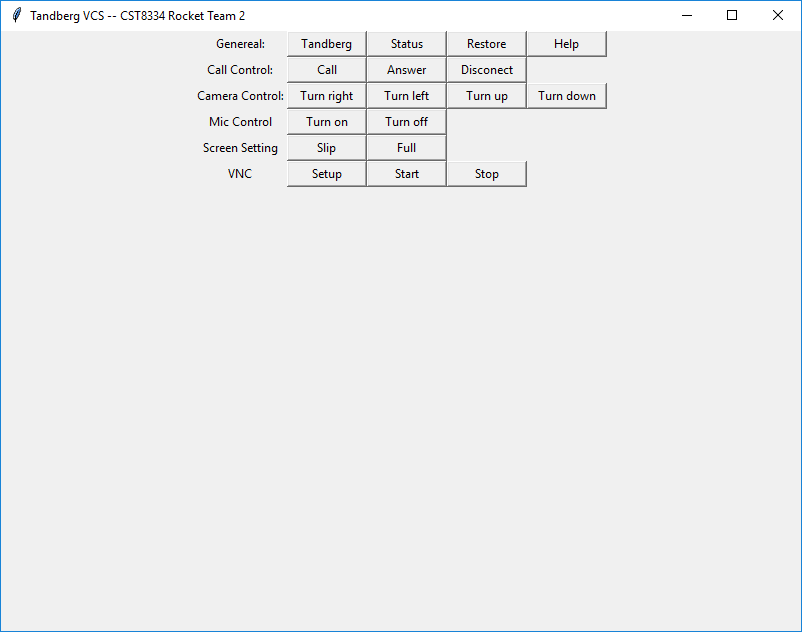 Tandberg VCS -- CST8334 Rocket Team 2
Genereal: Tandberg Status Restore Help
Call Control: Call Answer Disconect
Camera Control: Turn right Turn left Turn up Turn down
Mic Control Turn on Turn off
Screen Setting Slip Full
VNC Setup Start Stop